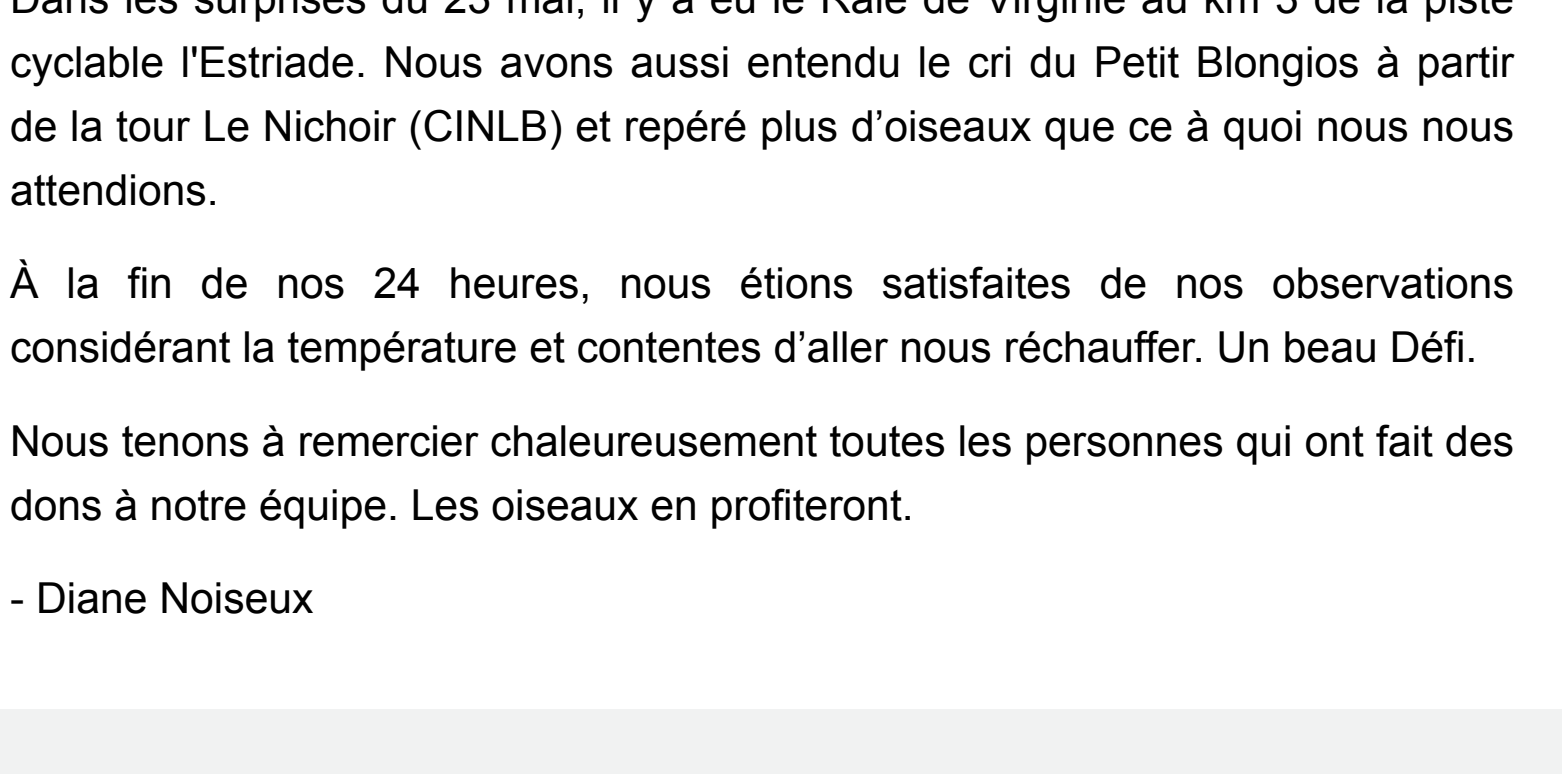 Dans les surprises du 23 mai, il y a eu le Râle de Virginie au km 3 de la piste
cyclable l'Estriade. Nous avons aussi entendu le cri du Petit Blongios à partir
de la tour Le Nichoir (CINLB) et repéré plus d’oiseaux que ce à quoi nous nous
attendions.
À la fin de nos 24 heures, nous étions satisfaites de nos observations
considérant la température et contentes d’aller nous réchauffer. Un beau Défi.
Nous tenons à remercier chaleureusement toutes les personnes qui ont fait des
dons à notre équipe. Les oiseaux en profiteront.
- Diane Noiseux